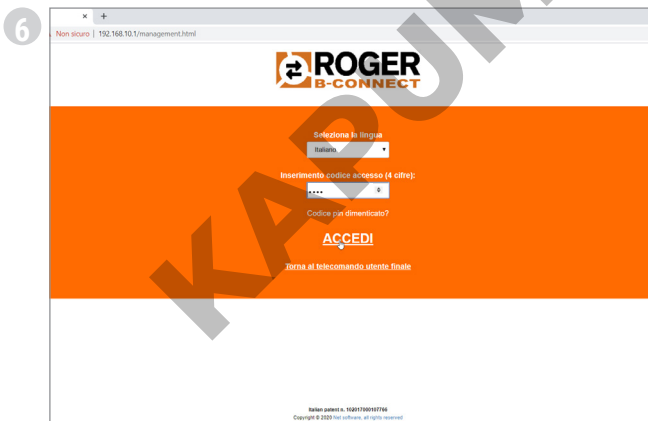 6
× +
Non sicuro | 192.168.10.1/management.html
ROGER
B-CONNECT
Seleziona la lingua
Italiano
Inserimento codice accesso (4 cifre):
••••
Codice pin dimenticato?
ACCEDI
Torna al telecomando utente finale
Italian patent n. 102017000107766
Copyright © 2020 Nat software, all rights reserved
KAPUM